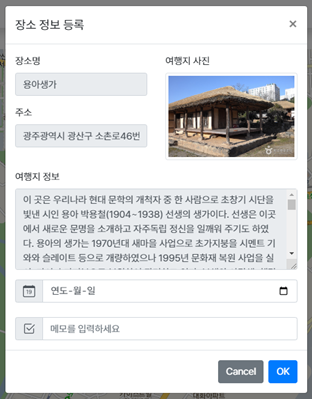 장소 정보 등록
×
장소명
여행지 사진
용아생가
주소
광주광역시 광산구 소촌로46번
여행지 정보
이 곳은 우리나라 현대 문학의 개척자 중 한 사람으로 초창기 시단을
빛낸 시인 용아 박용철(1904~1938) 선생의 생가이다. 선생은 이곳
에서 새로운 문명을 소개하고 자주독립 정신을 일깨워 주기도 하였
다. 용아의 생가는 1970년대 새마을 사업으로 초가지붕을 시멘트 기
와와 슬레이트 등으로 개량하였으나 1995년 문화재 복원 사업을 실
19
연도-월-일
메모를 입력하세요
Cancel
OK